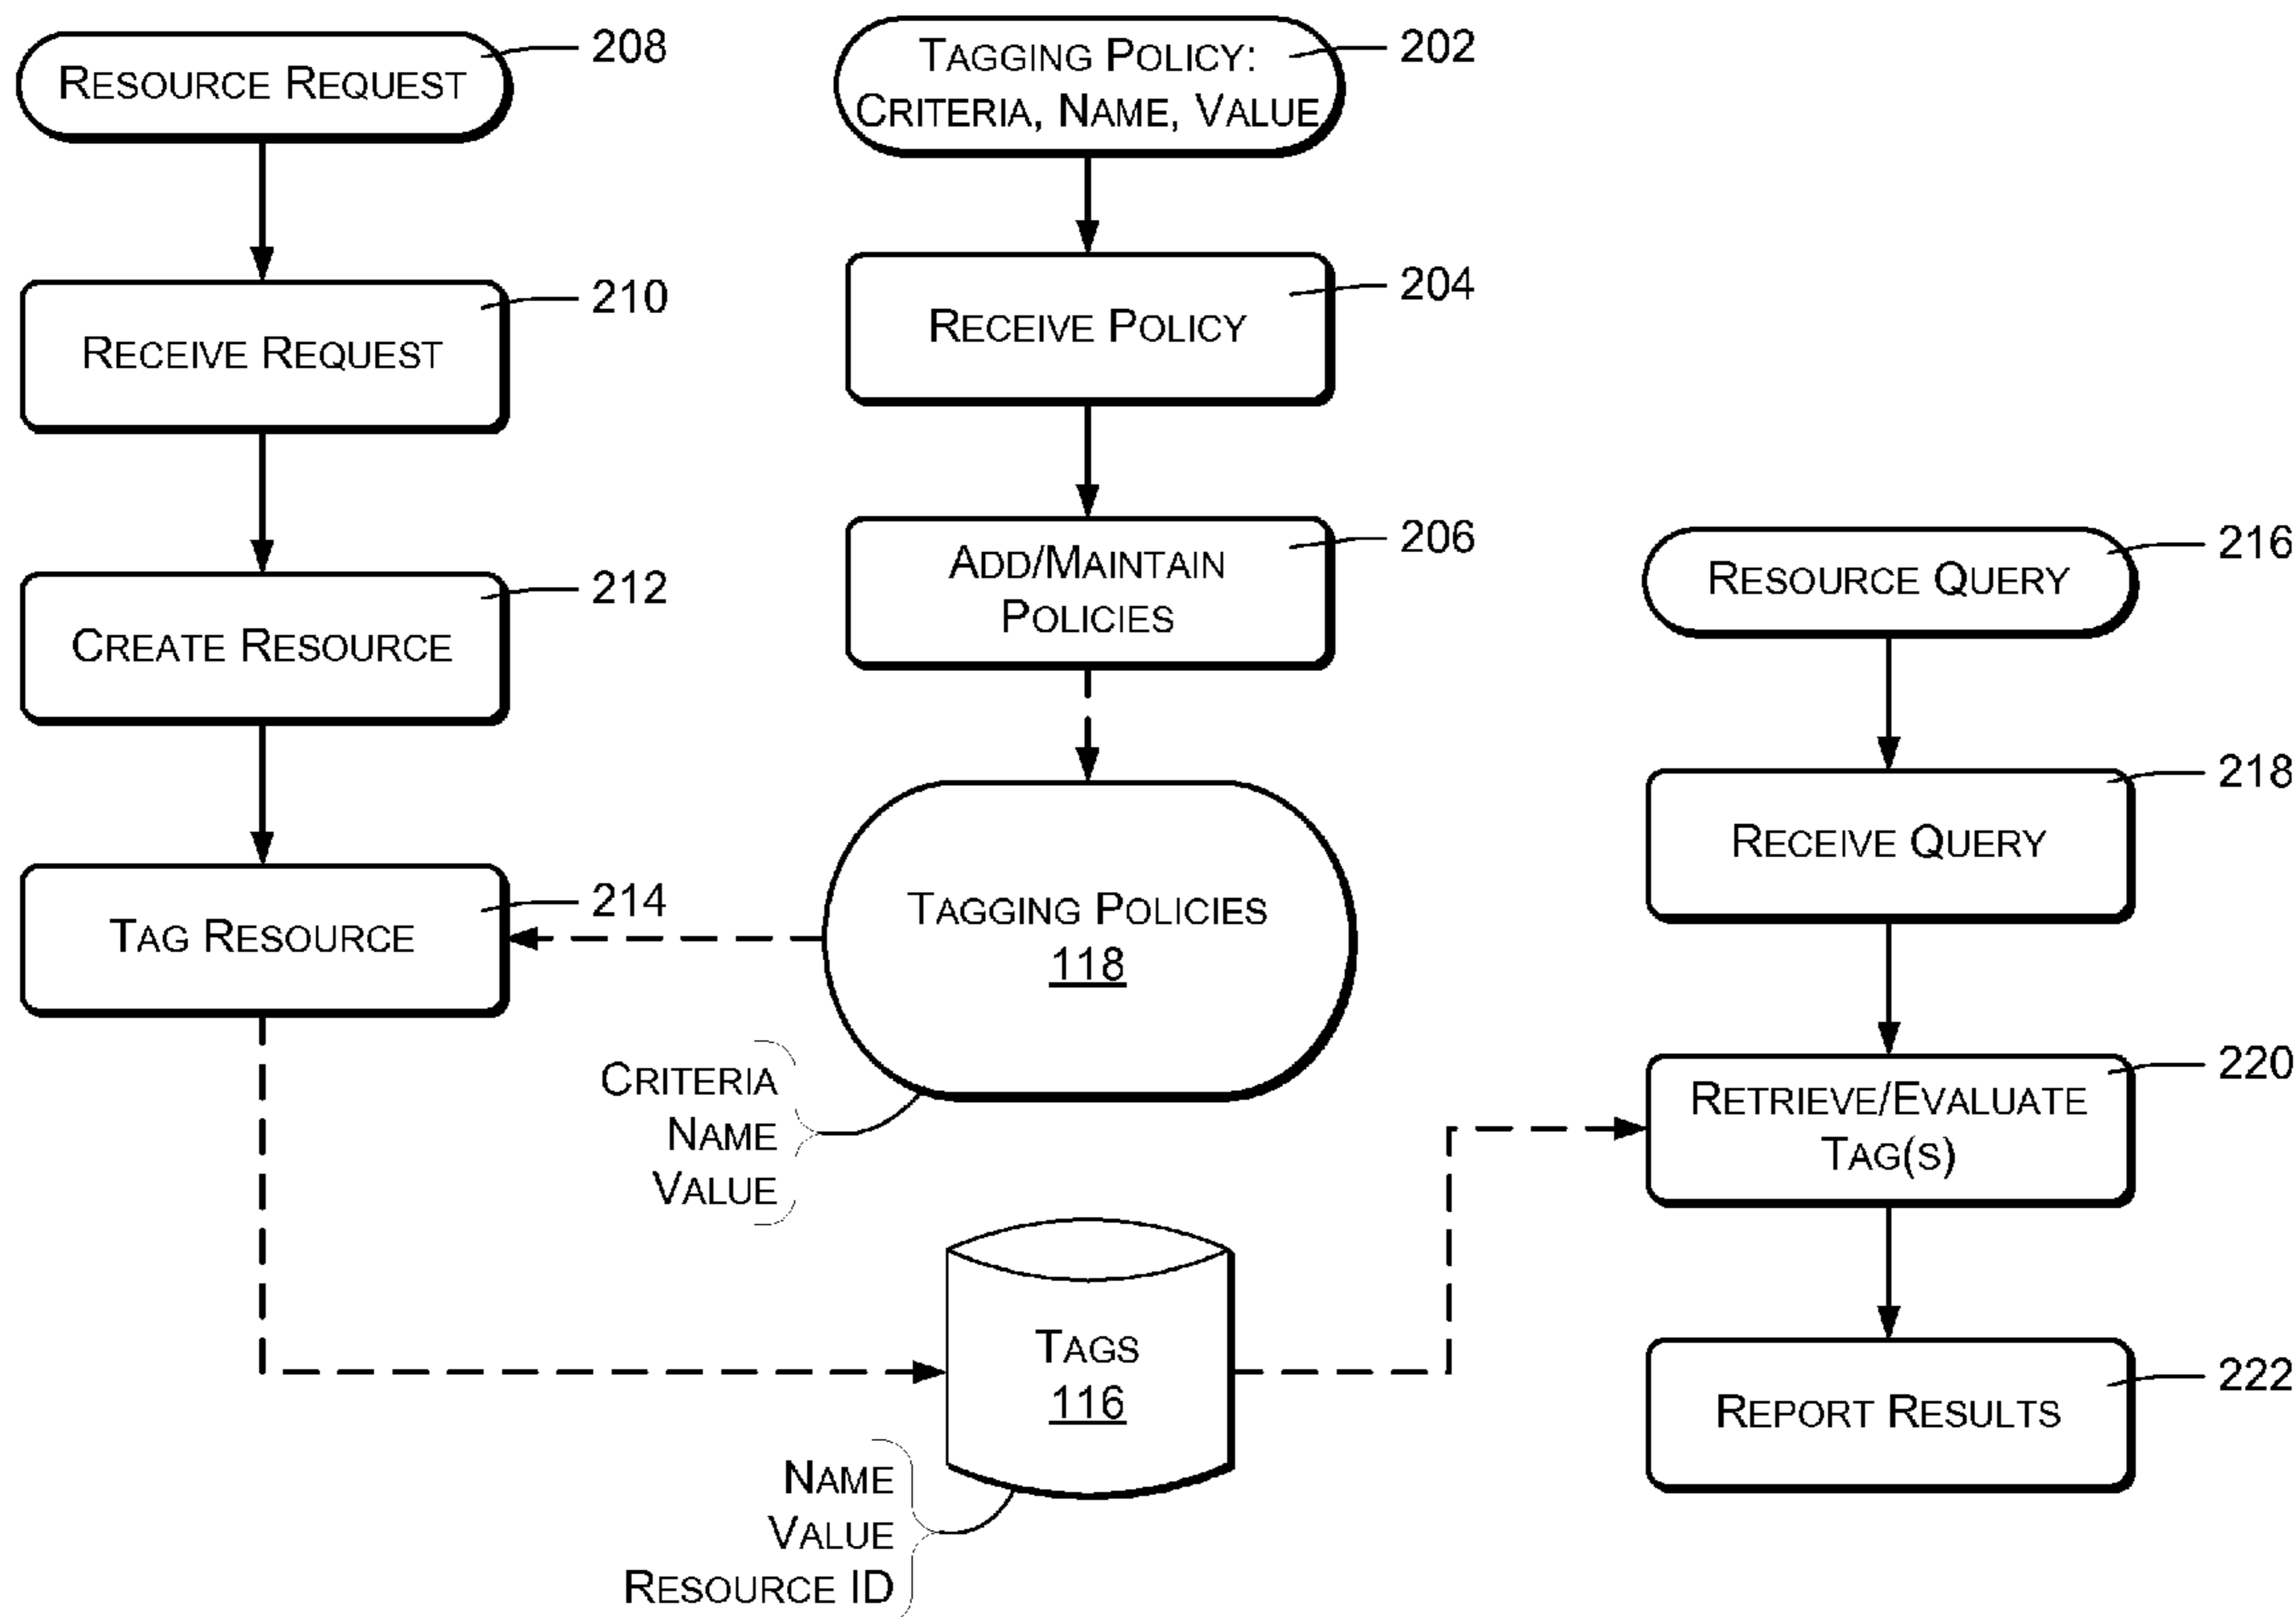 RESOURCE REQUEST
208
RECEIVE REQUEST
210
CREATE RESOURCE
212
TAG RESOURCE
214
TAGGING POLICY:
CRITERIA, NAME, VALUE
202
RECEIVE POLICY
204
ADD/MAINTAIN
POLICIES
206
TAGGING POLICIES
118
CRITERIA
NAME
VALUE
TAGS
116
NAME
VALUE
RESOURCE ID
RESOURCE QUERY
216
RECEIVE QUERY
218
RETRIEVE/EVALUATE
TAG(S)
220
REPORT RESULTS
222